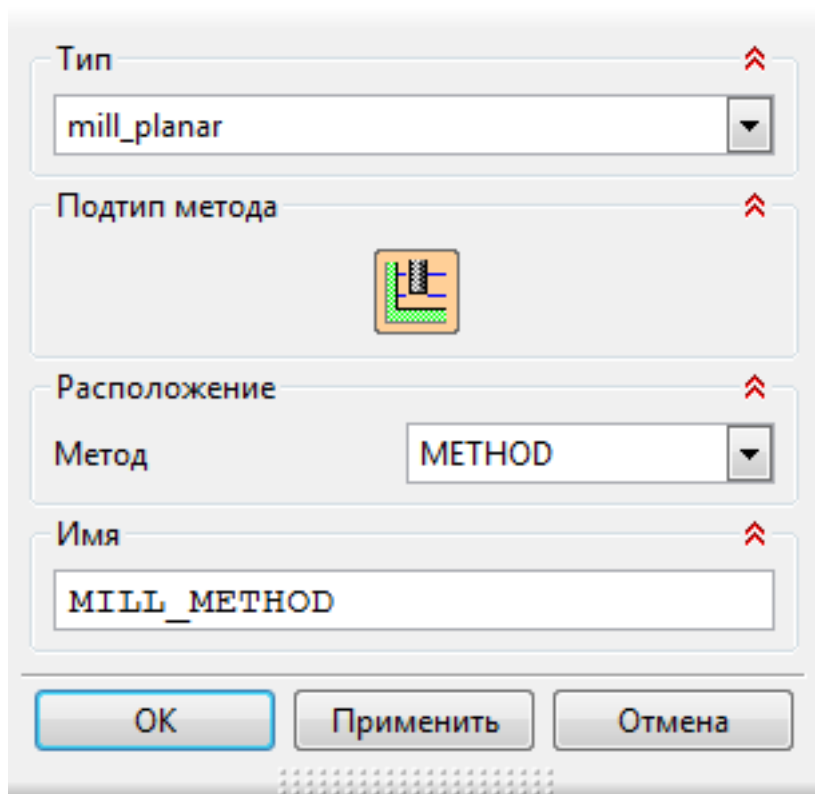 Тип
mill_planar
Подтип метода
Расположение
Метод METHOD
Имя
MILL_METHOD
OK Применить Отмена